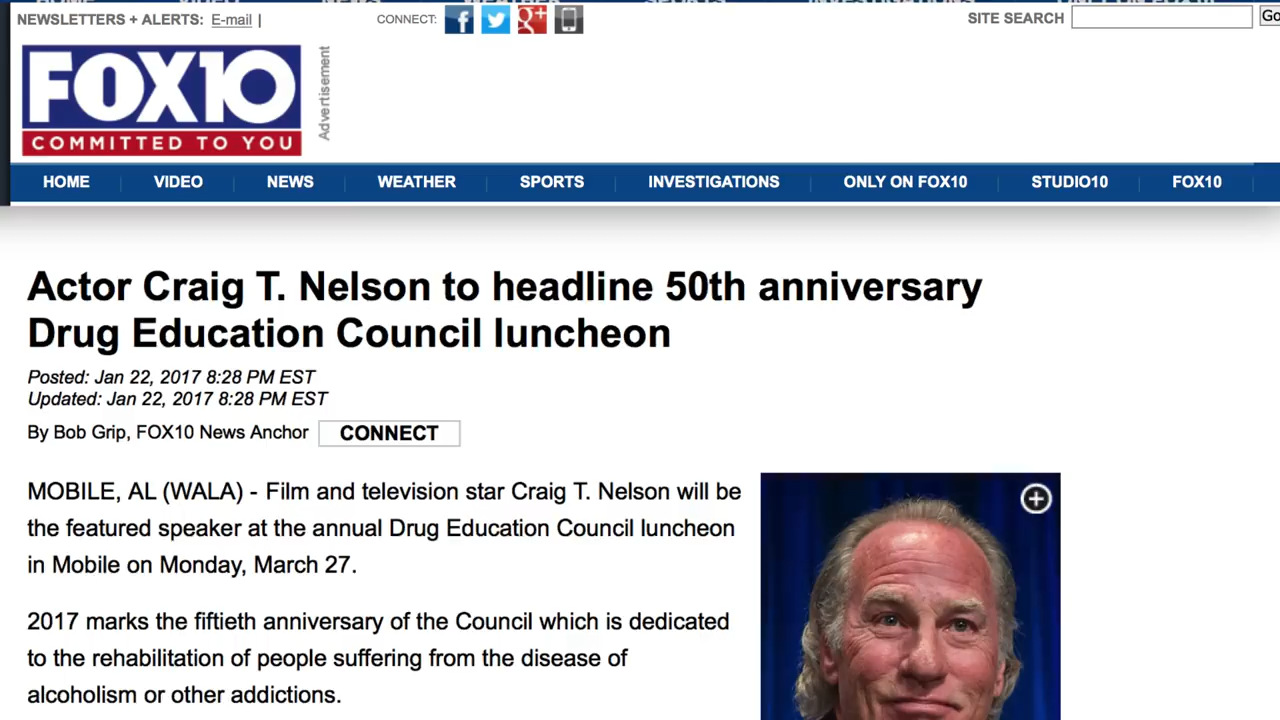 NEWSLETTERS + ALERTS: E-mail |
CONNECT:
SITE SEARCH
Go
FOX10
COMMITTED TO YOU
Advertisement
HOME VIDEO NEWS WEATHER SPORTS INVESTIGATIONS ONLY ON FOX10 STUDIO10 FOX10
Actor Craig T. Nelson to headline 50th anniversary
Drug Education Council luncheon
Posted: Jan 22, 2017 8:28 PM EST
Updated: Jan 22, 2017 8:28 PM EST
By Bob Grip, FOX10 News Anchor CONNECT
MOBILE, AL (WALA) - Film and television star Craig T. Nelson will be
the featured speaker at the annual Drug Education Council luncheon
in Mobile on Monday, March 27.
2017 marks the fiftieth anniversary of the Council which is dedicated
to the rehabilitation of people suffering from the disease of
alcoholism or other addictions.